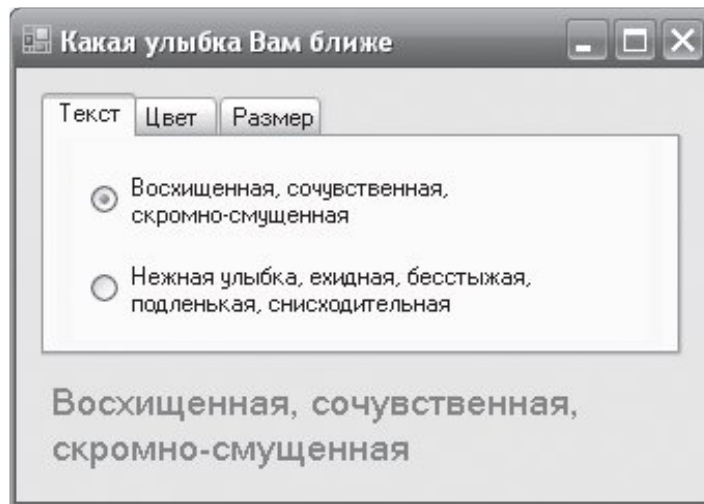 Какая улыбка Вам ближе
Текст Цвет Размер
Восхищенная, сочувственная,
скромно-смущенная
Нежная улыбка, ехидная, бесстыжая,
подленькая, снисходительная
Восхищенная, сочувственная,
скромно-смущенная